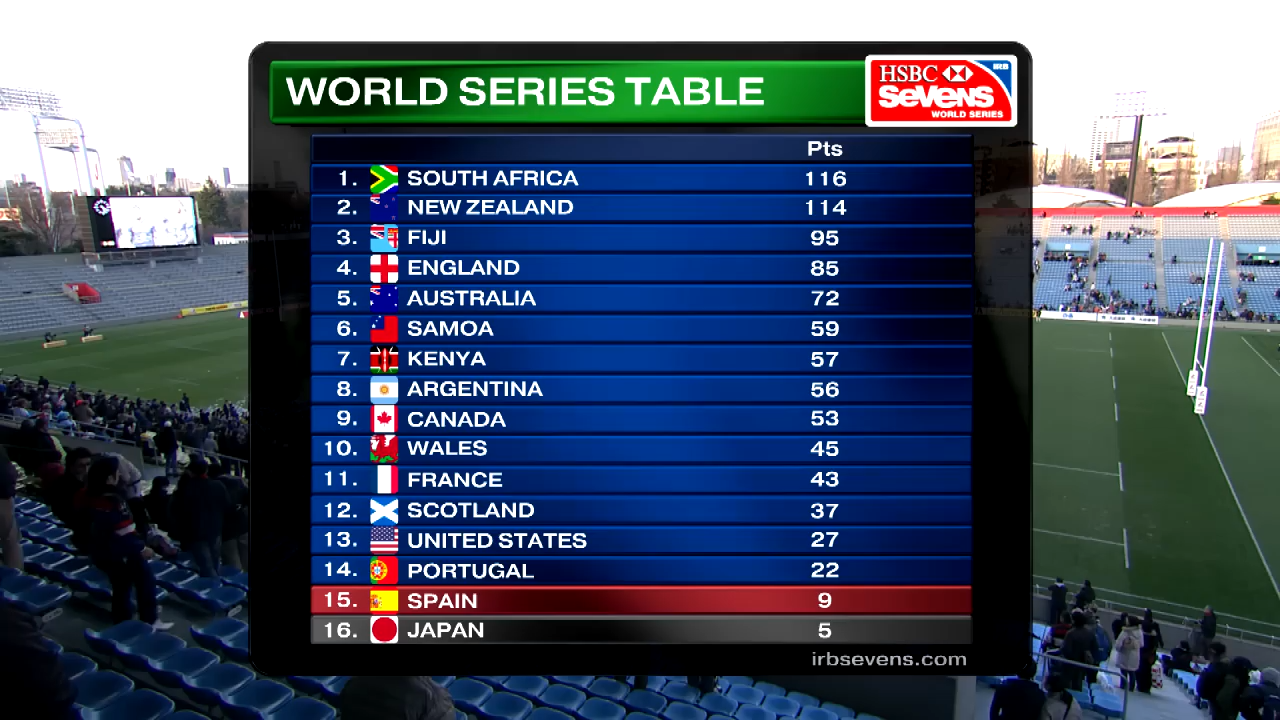 WORLD SERIES TABLE
HSBC
IRB
SEVENS
WORLD SERIES
Pts
1. SOUTH AFRICA 116
2. NEW ZEALAND 114
3. FIJI 95
4. ENGLAND 85
5. AUSTRALIA 72
6. SAMOA 59
7. KENYA 57
8. ARGENTINA 56
9. CANADA 53
10. WALES 45
11. FRANCE 43
12. SCOTLAND 37
13. UNITED STATES 27
14. PORTUGAL 22
15. SPAIN 9
16. JAPAN 5
irbsevens.com